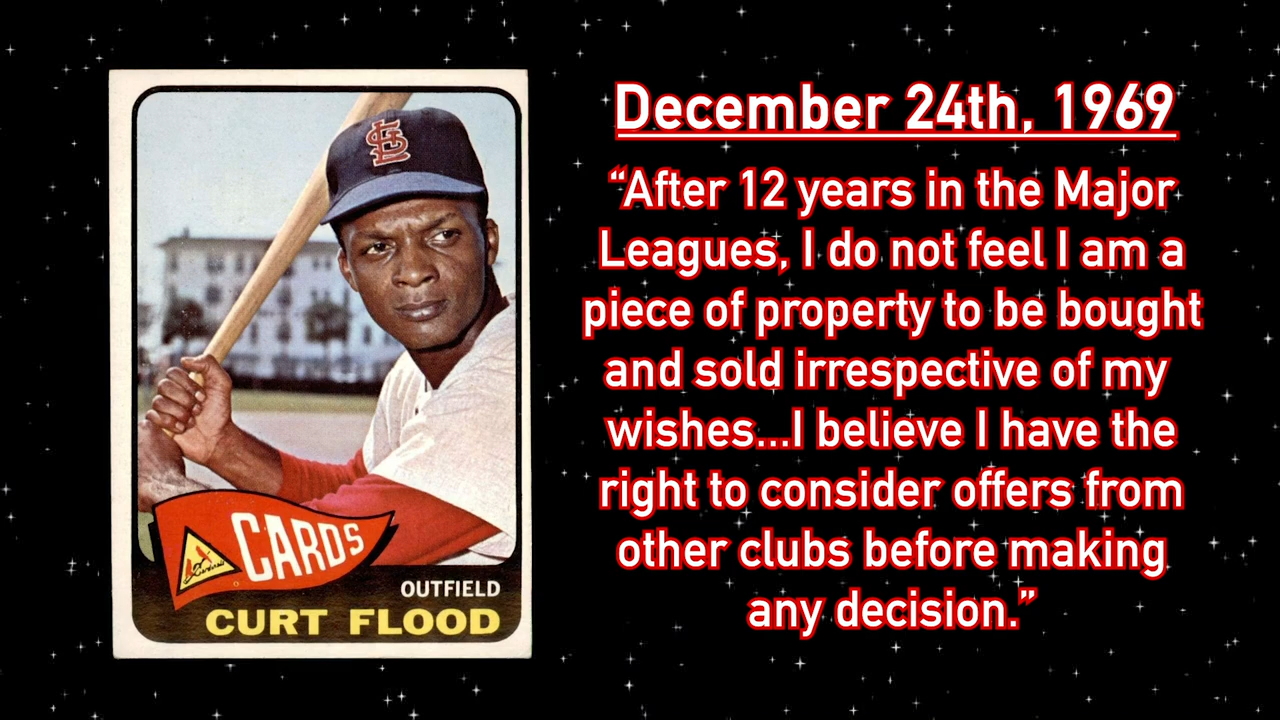 December 24th, 1969
“After 12 years in the Major
Leagues, I do not feel I am a
piece of property to be bought
and sold irrespective of my
wishes...I believe I have the
right to consider offers from
other clubs before making
any decision.”
STL
CARDS
OUTFIELD
CURT FLOOD